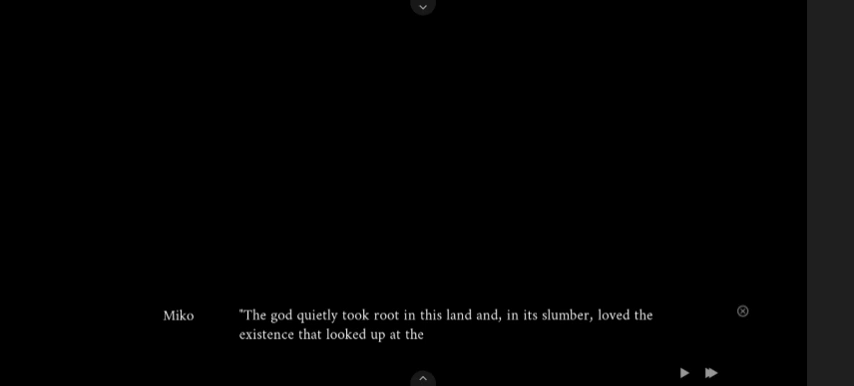 Miko
"The god quietly took root in this land and, in its slumber, loved the
existence that looked up at the